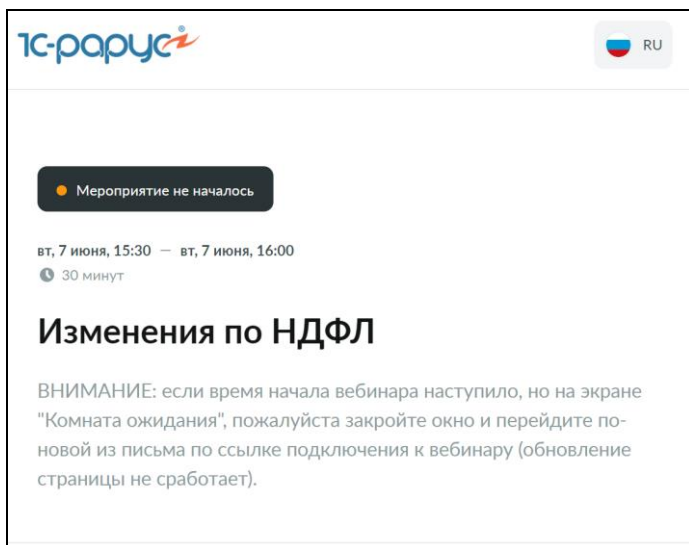 1С-рарус
RU
Мероприятие не началось
вт, 7 июня, 15:30 — вт, 7 июня, 16:00
30 минут
Изменения по НДФЛ
ВНИМАНИЕ: если время начала вебинара наступило, но на экране
"Комната ожидания", пожалуйста закройте окно и перейдите по-
новой из письма по ссылке подключения к вебинару (обновление
страницы не сработает).